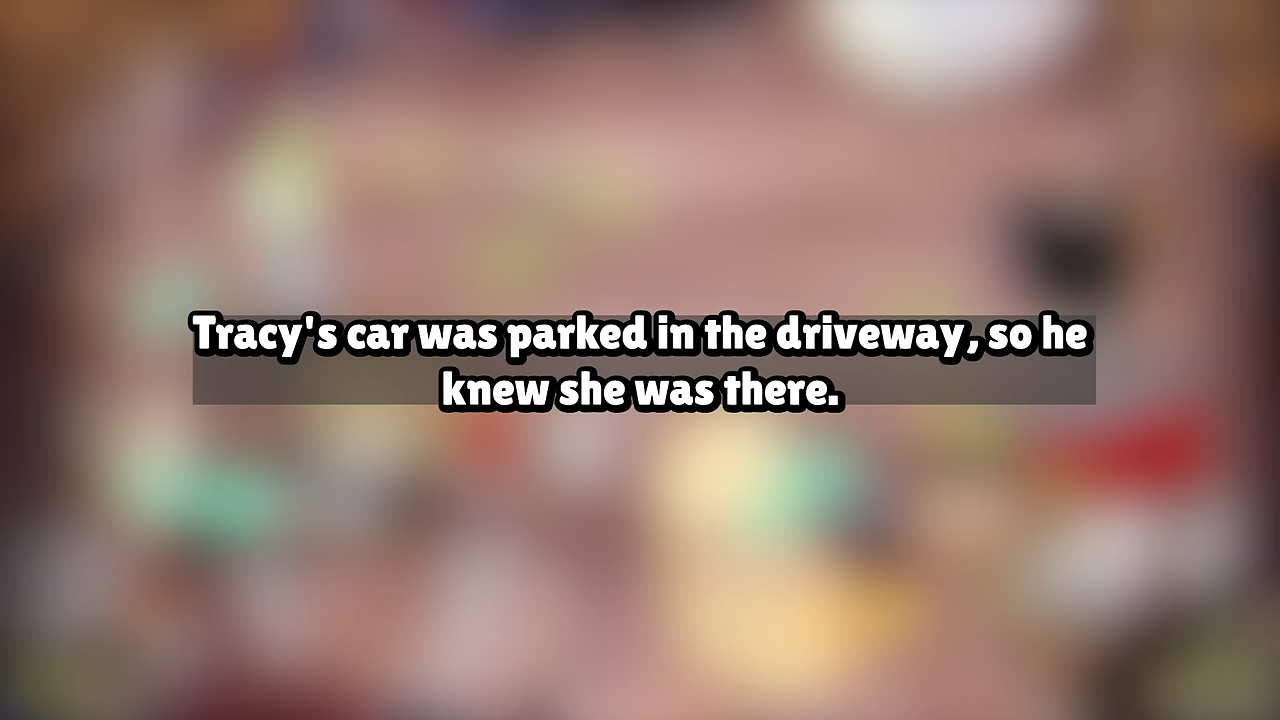 Tracy's car was parked in the driveway, so he
knew she was there.